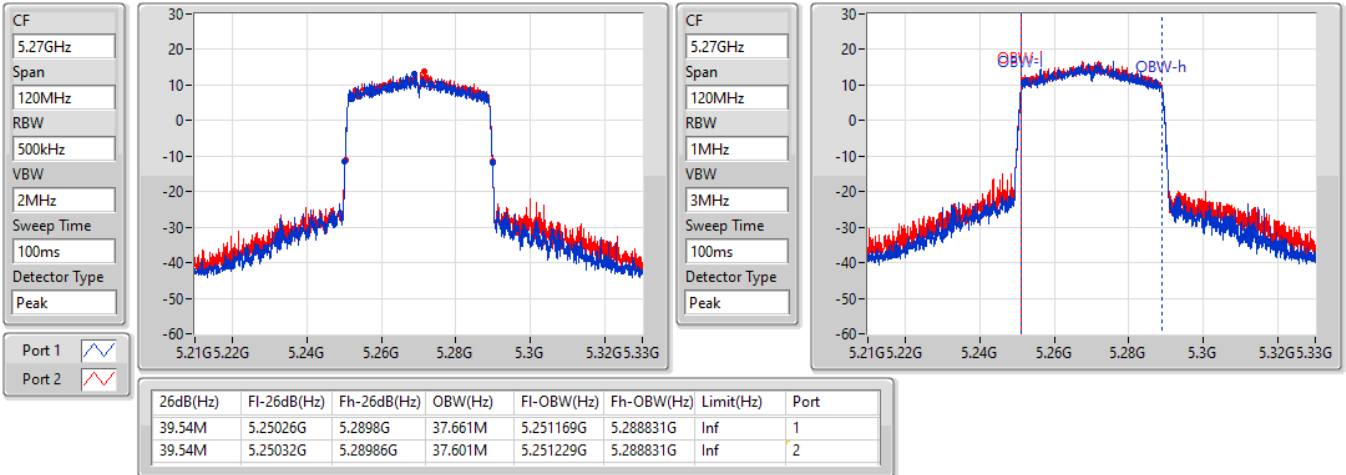 CF
5.27GHz
Span
120MHz
RBW
500kHz
VBW
2MHz
Sweep Time
100ms
Detector Type
Peak
Port 1
Port 2
30
20
10
0
-10
-20
-30
-40
-50
-60
5.21G 5.22G 5.24G 5.26G 5.28G 5.3G 5.32G 5.33G
CF
5.27GHz
Span
120MHz
RBW
1MHz
VBW
3MHz
Sweep Time
100ms
Detector Type
Peak
30
20
10
0
-10
-20
-30
-40
-50
-60
OBW-l
OBW-l
OBW-h
5.21G 5.22G 5.24G 5.26G 5.28G 5.3G 5.32G 5.33G
26dB(Hz) Fl-26dB(Hz) Fh-26dB(Hz) OBW(Hz) Fl-OBW(Hz) Fh-OBW(Hz) Limit(Hz) Port
39.54M 5.25026G 5.2898G 37.661M 5.251169G 5.288831G Inf 1
39.54M 5.25032G 5.28986G 37.601M 5.251229G 5.288831G Inf 2